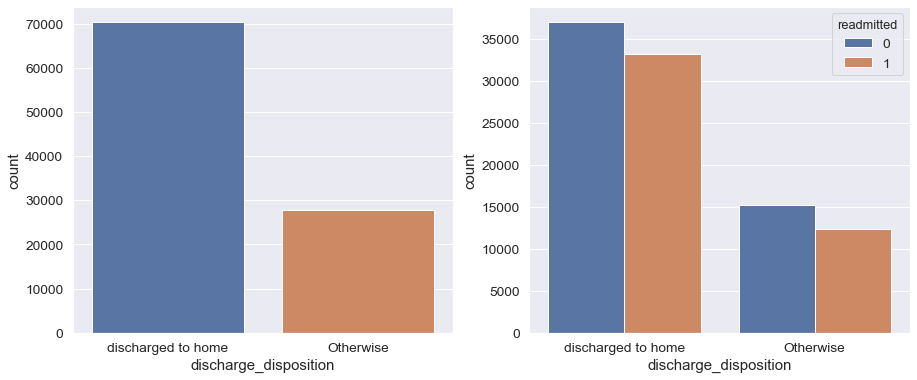 70000
60000
50000
40000
30000
20000
10000
0
count
discharged to home
Otherwise
discharge_disposition
35000
30000
25000
20000
15000
10000
5000
0
count
readmitted
0
1
discharged to home
Otherwise
discharge_disposition